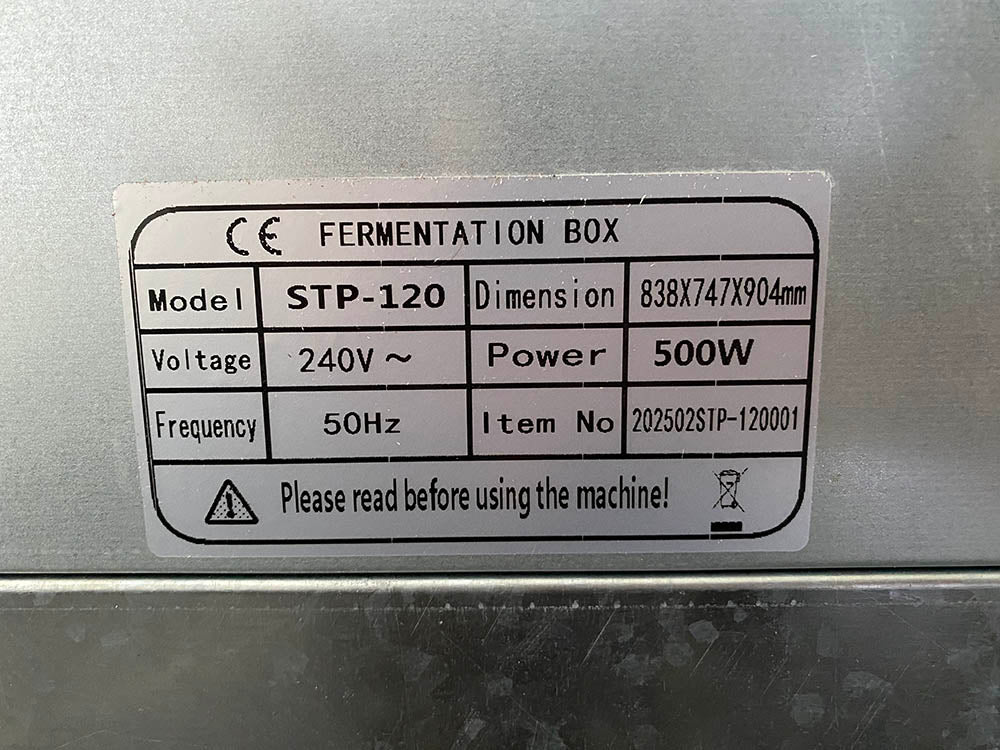 CE FERMENTATION BOX
Model STP-120 Dimension 838X747X904mm
Voltage 240V ~ Power 500W
Frequency 50Hz Item No 202502STP-120001
Please read before using the machine!